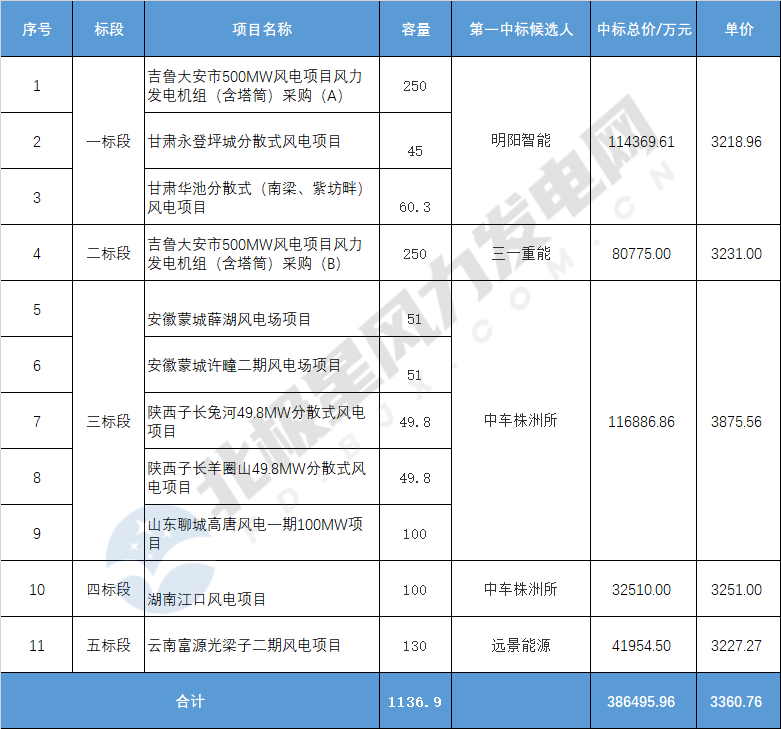 序号 标段 项目名称 容量 第一中标候选人 中标总价/万元 单价
1 一标段 吉鲁大安市500MW风电项目风力
发电机组（含塔筒）采购（A） 250 明阳智能 114369.61 3218.96
2 甘肃永登坪城分散式风电项目 45
3 甘肃华池分散式（南梁、紫坊畔）
风电项目 60.3
4 二标段 吉鲁大安市500MW风电项目风力
发电机组（含塔筒）采购（B） 250 三一重能 80775.00 3231.00
5 三标段 安徽蒙城薛湖风电场项目 51 中车株洲所 116886.86 3875.56
6 安徽蒙城许疃二期风电场项目 51
7 陕西子长兔河49.8MW分散式风电
项目 49.8
8 陕西子长羊圈山49.8MW分散式风
电项目 49.8
9 山东聊城高唐风电一期100MW项
目 100
10 四标段 湖南江口风电项目 100 中车株洲所 32510.00 3251.00
11 五标段 云南富源光梁子二期风电项目 130 远景能源 41954.50 3227.27
合计 1136.9 386495.96 3360.76
北极星风力发电网
FD.BJX.COM.CN